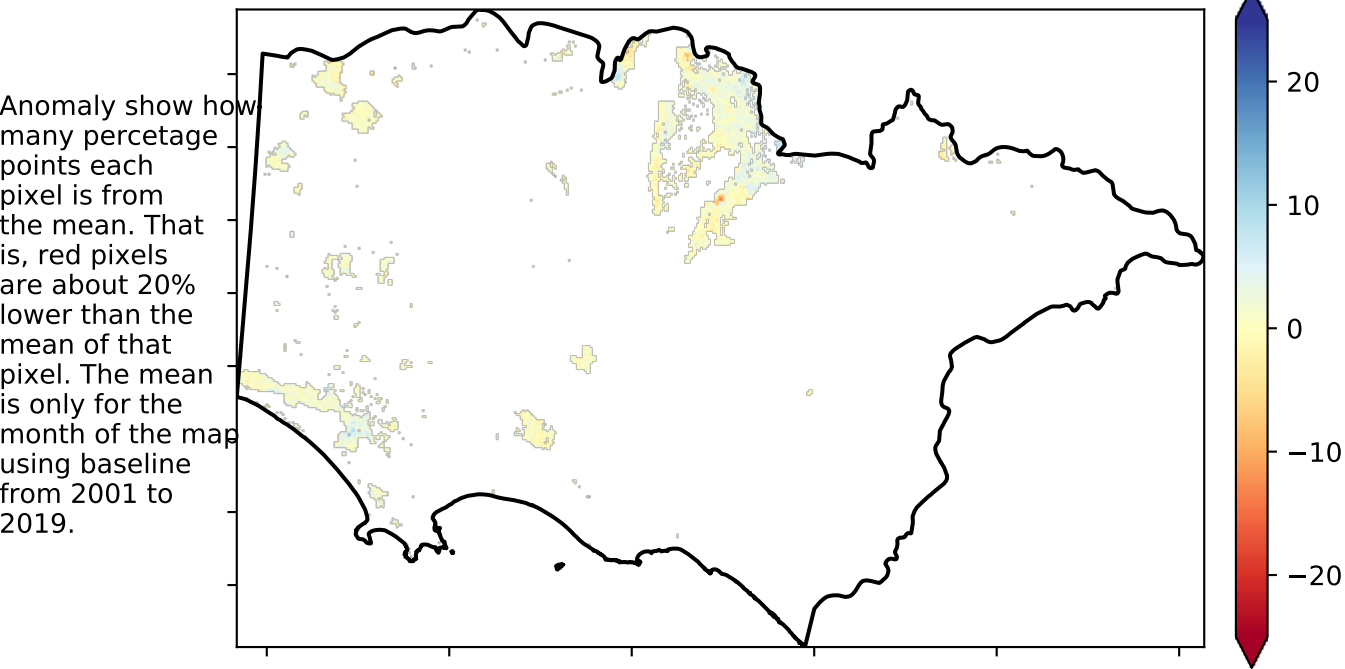 Anomaly show how
many percetage
points each
pixel is from
the mean. That
is, red pixels
are about 20%
lower than the
mean of that
pixel. The mean
is only for the
month of the map
using baseline
from 2001 to
2019.
20
10
0
−10
−20